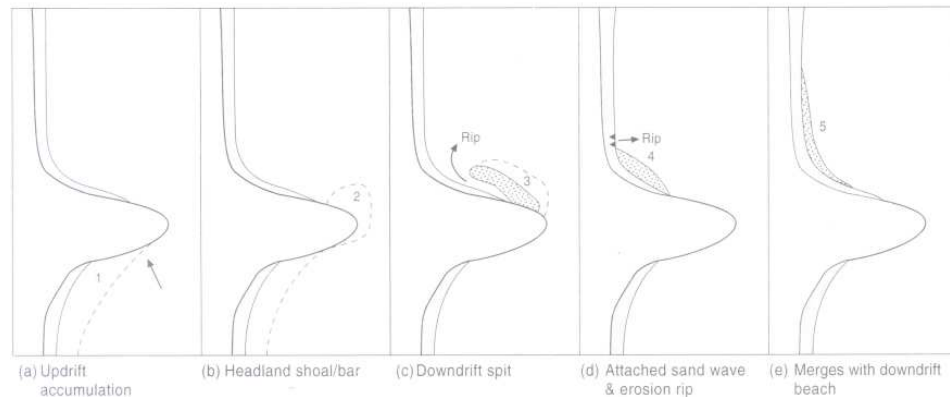 Rip
Rip
1
2
3
4
5
(a) Updrift
accumulation
(b) Headland shoal/bar
(c) Downdrift spit
(d) Attached sand wave
& erosion rip
(e) Merges with downdrift
beach